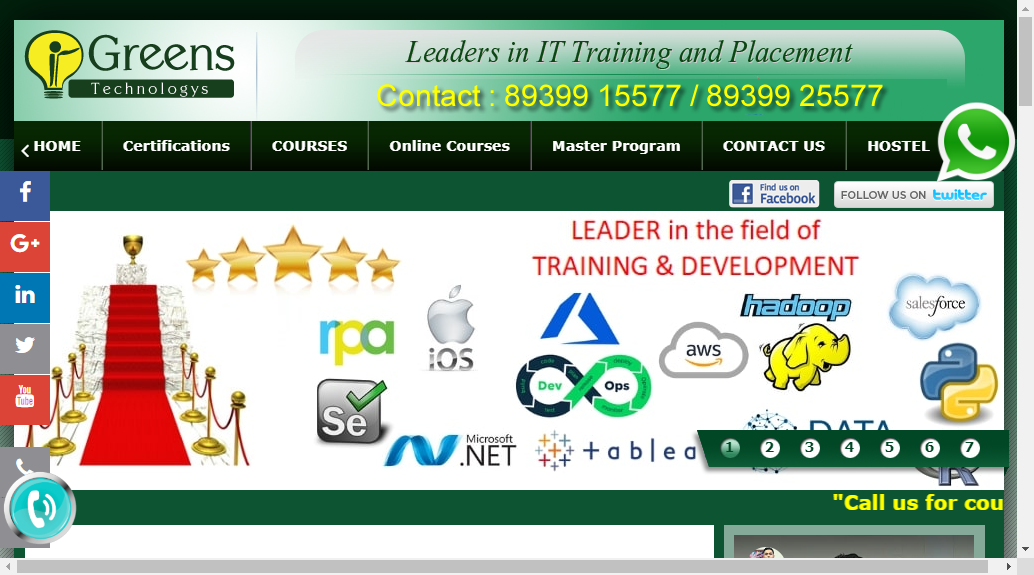 Greens
Technologys
Leaders in IT Training and Placement
Contact : 89399 15577 / 89399 25577
HOME
Certifications
COURSES
Online Courses
Master Program
CONTACT US
HOSTEL
Find us on
Facebook
FOLLOW US ON twitter
G+
in
You
Tube
LEADER in the field of
TRAINING & DEVELOPMENT
rpa
iOS
hadoop
salesforce
aws
Dev Ops
Se
Microsoft
.NET
+ a b l e a
DATA
R
1 2 3 4 5 6 7
"Call us for cou